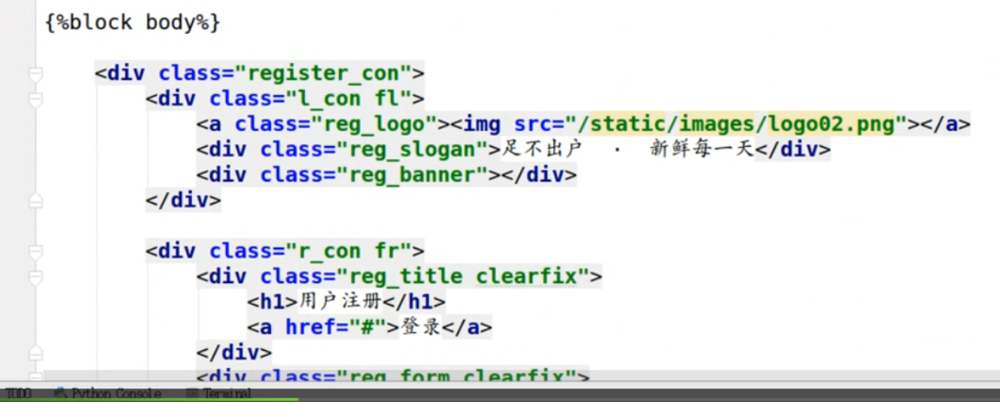 {%block body%}
<div class="register_con">
<div class="l_con fl">
<a class="reg_logo"><img src="/static/images/logo02.png"></a>
<div class="reg_slogan">足不出户 · 新鲜每一天</div>
<div class="reg_banner"></div>
</div>
<div class="r_con fr">
<div class="reg_title clearfix">
<h1>用户注册</h1>
<a href="#">登录</a>
</div>
<div class="reg_form clearfix">
TODO Python Console Terminal